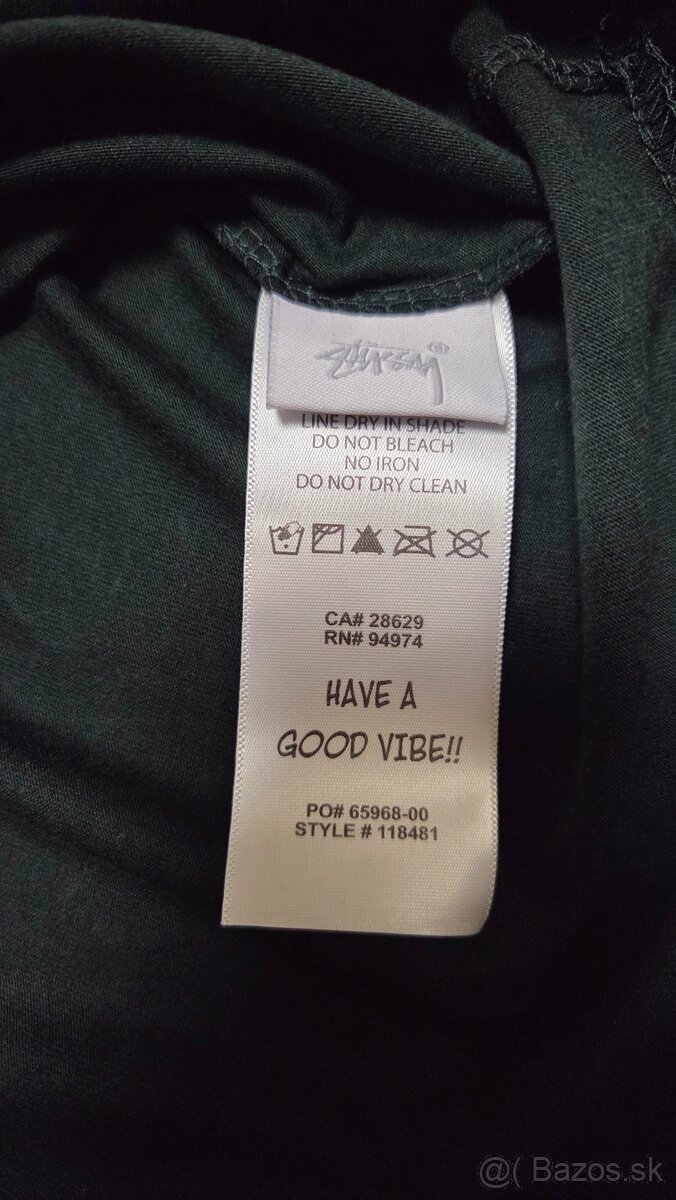 Stüssy ®
LINE DRY IN SHADE
DO NOT BLEACH
NO IRON
DO NOT DRY CLEAN
CA# 28629
RN# 94974
HAVE A
GOOD VIBE!!
PO# 65968-00
STYLE # 118481
@( Bazos.sk